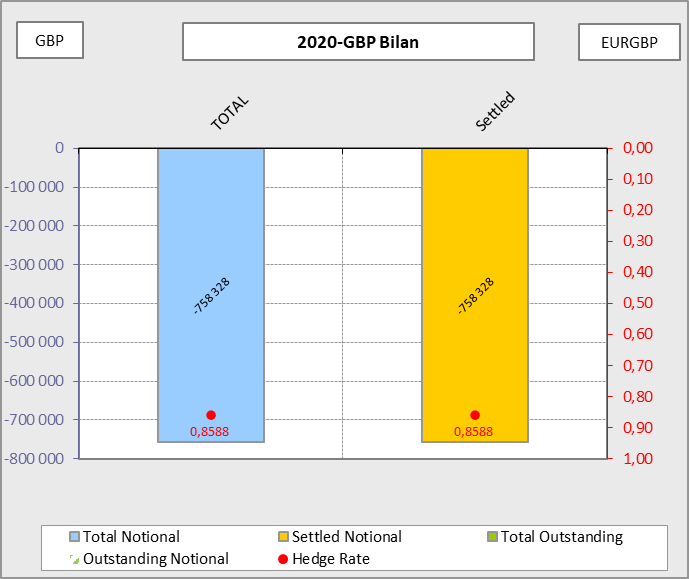 GBP 2020-GBP Bilan EURGBP
TOTAL Settled
0 0,00
-100 000 0,10
-200 000 0,20
-300 000 0,30
-758 328 -758 328
-400 000 0,40
0,50
-500 000 0,60
-600 000 0,70
0,80
-700 000 0,90
0,8588 0,8588
-800 000 1,00
Total Notional Settled Notional Total Outstanding
Outstanding Notional Hedge Rate